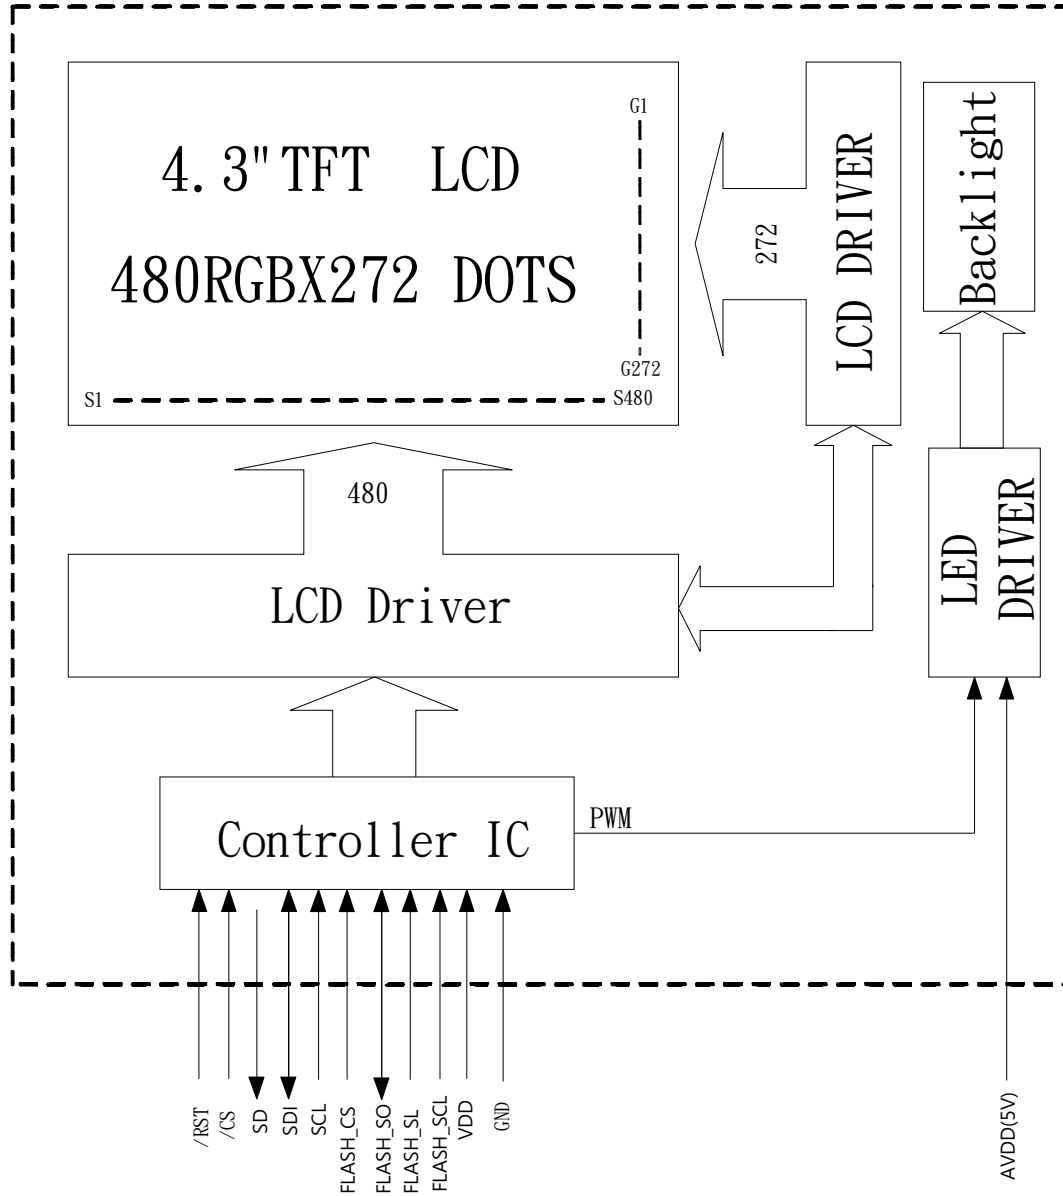 4.3"TFT LCD
480RGBX272 DOTS
G1
G272
S1
S480
272
LCD DRIVER
Backlight
480
LCD Driver
LED
DRIVER
Controller IC
PWM
/RST
/CS
SD
SDI
SCL
FLASH_CS
FLASH_SO
FLASH_SL
FLASH_SCL
VDD
GND
AVDD(5V)